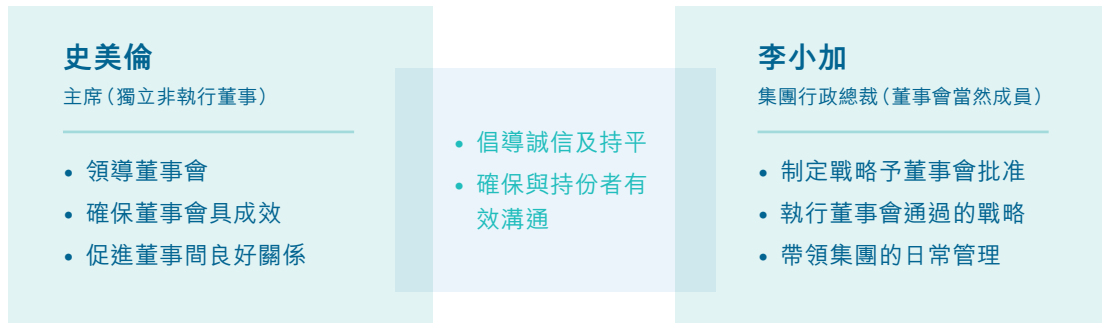 史美倫
主席（獨立非執行董事）
• 領導董事會
• 確保董事會具成效
• 促進董事間良好關係
• 倡導誠信及持平
• 確保與持份者有
效溝通
李小加
集團行政總裁（董事會當然成員）
• 制定戰略予董事會批准
• 執行董事會通過的戰略
• 帶領集團的日常管理